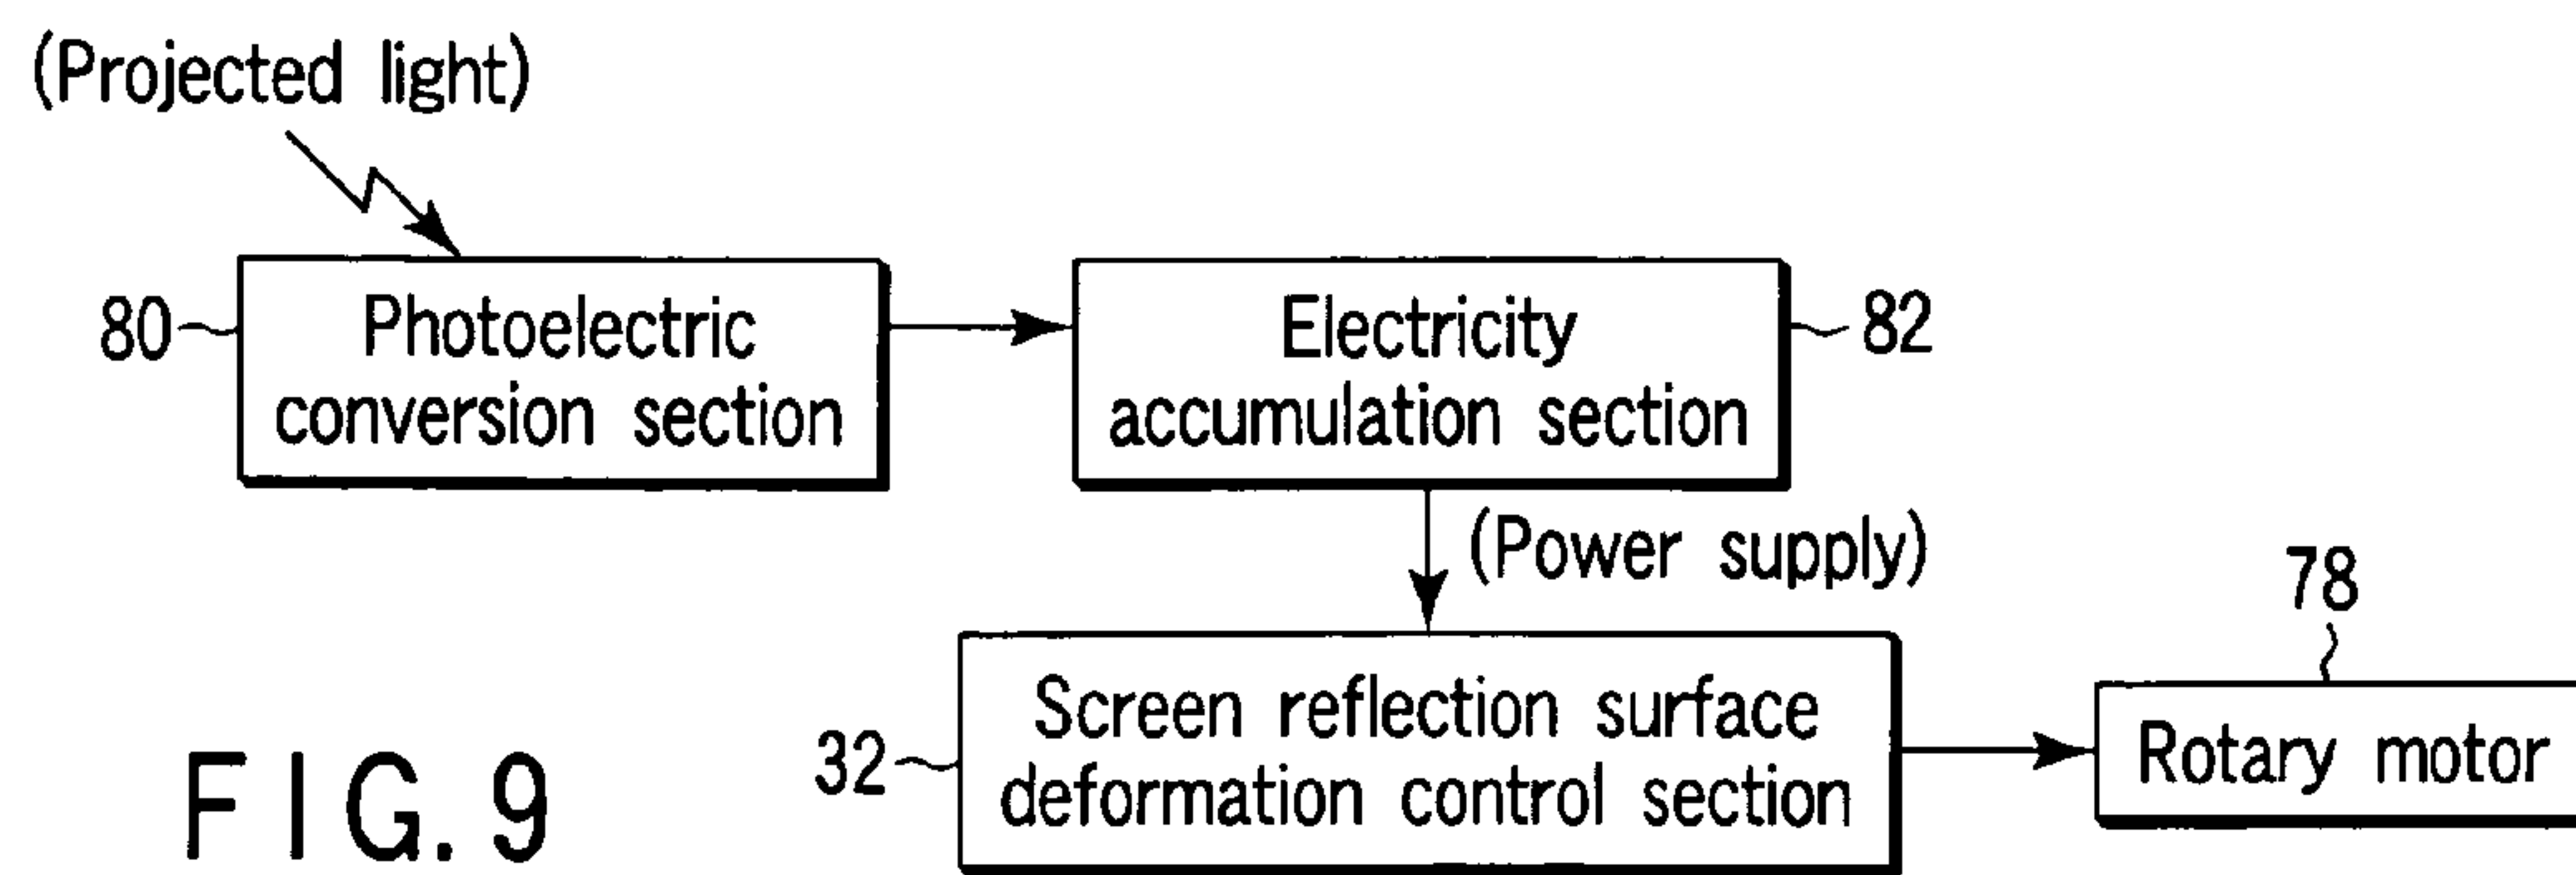 (Projected light)
80
Photoelectric
conversion section
Electricity
accumulation section
82
(Power supply)
78
32
Screen reflection surface
deformation control section
Rotary motor
FIG. 9